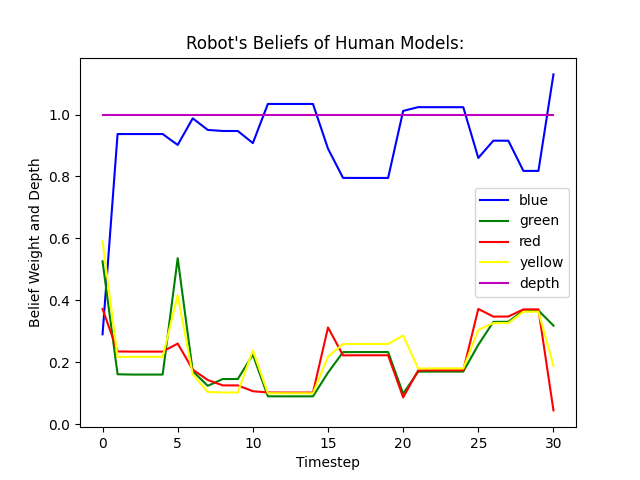 Robot's Beliefs of Human Models:
Belief Weight and Depth
1.0
0.8
0.6
0.4
0.2
0.0
blue
green
red
yellow
depth
0 5 10 15 20 25 30
Timestep